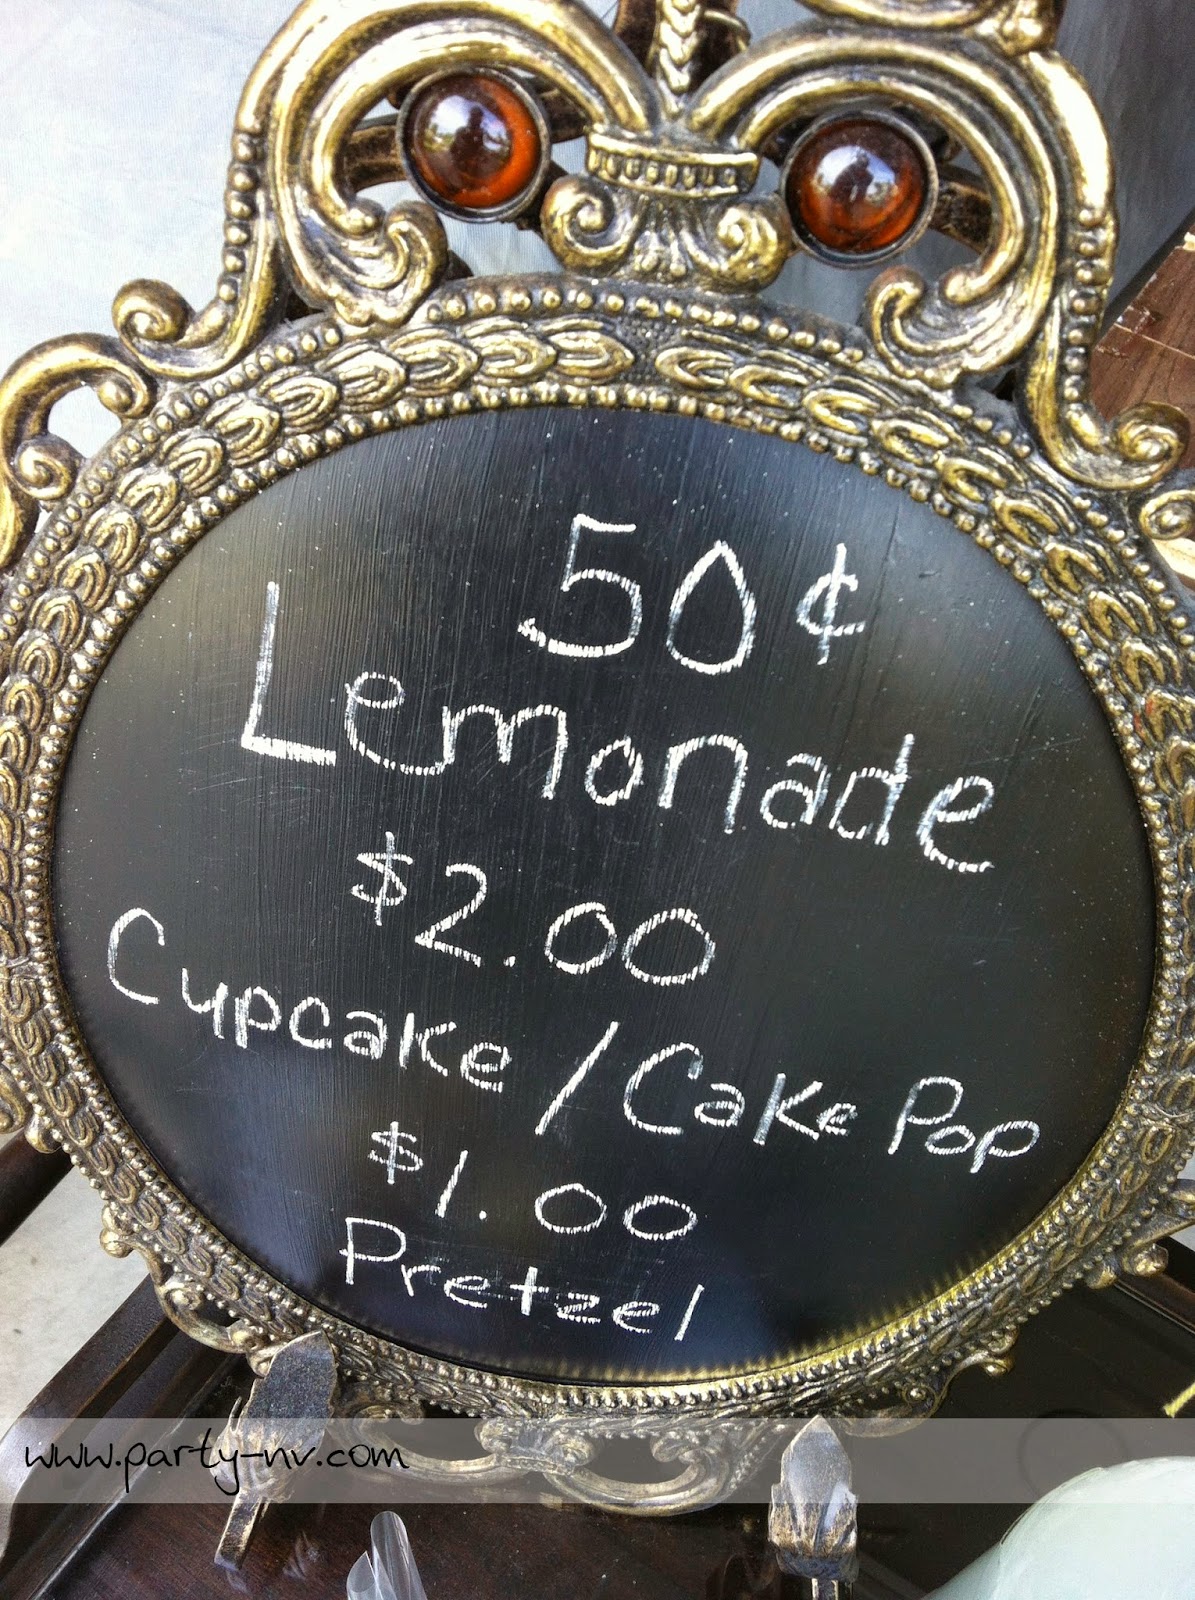 50¢
Lemonade
$2.00
Cupcake / Cake Pop
$1.00
Pretzel
www.party-nv.com